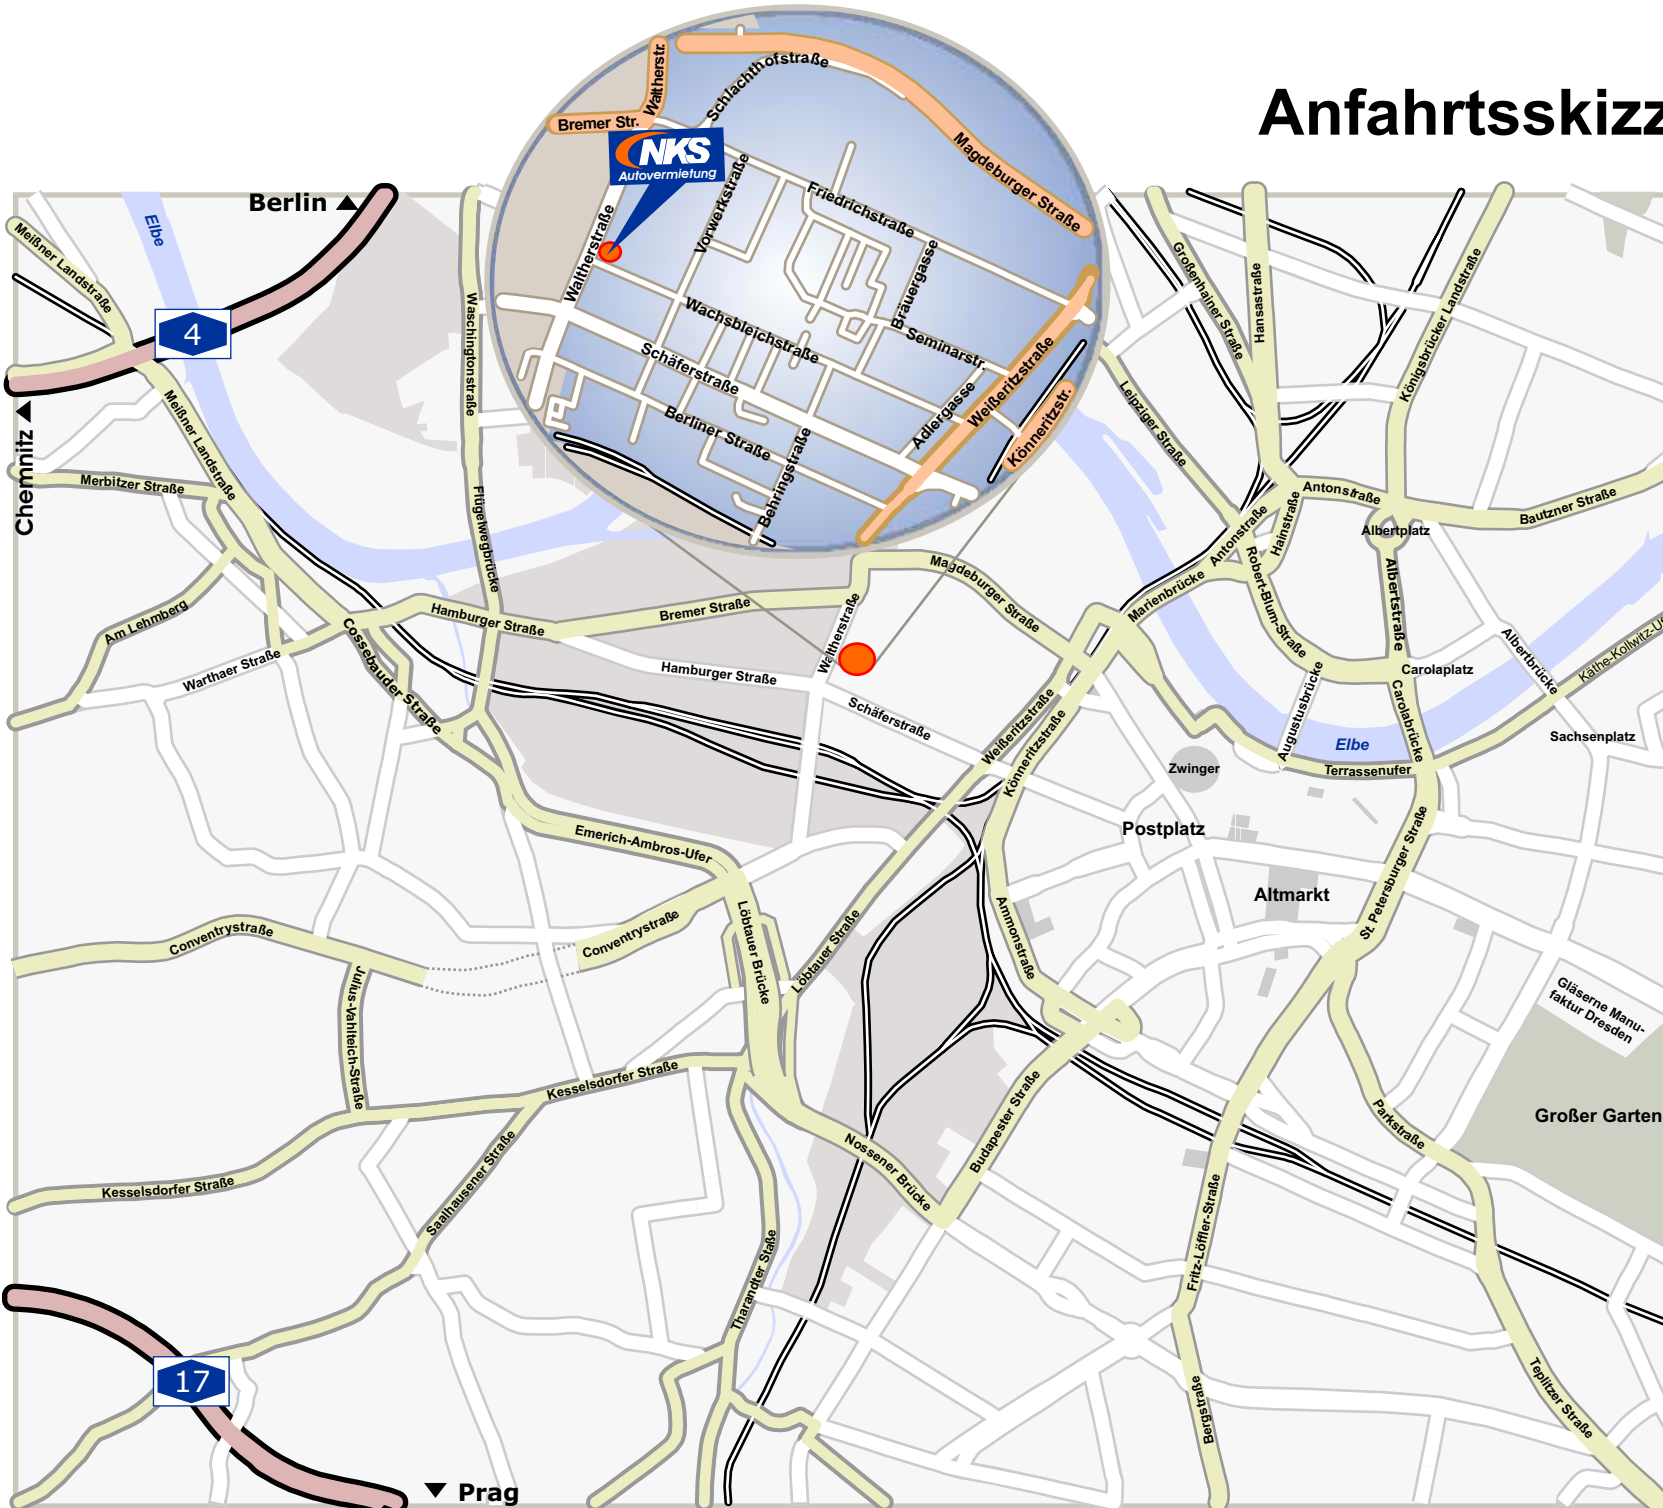 Anfahrtsskizz
Waltherstr.
Bremer Str.
Schlachthofstraße
Magdeburger Straße
NKS
Autovermietung
Friedrichstraße
Vorwerkstraße
Waltherstraße
Bräuergasse
Wachsbleichstraße
Seminarstr.
Schäferstraße
Weißeritzstraße
Adlergasse
Könneritzstr.
Berliner Straße
Behringstraße
Berlin
Elbe
Meißner Landstraße
4
Chemnitz
Meißner Landstraße
Merbitzer Straße
Waschingtonstraße
Flügelwegbrücke
Großenhainer Straße
Hansastraße
Königsbrücker Landstraße
Leipziger Straße
Antonstraße
Bautzner Straße
Albertplatz
Antonstraße
Hainstraße
Robert-Blum-Straße
Albertstraße
Marienbrücke
Magdeburger Straße
Bremer Straße
Hamburger Straße
Am Lehmberg
Warthaer Straße
Cossebauder Straße
Hamburger Straße
Waltherstraße
Schäferstraße
Weißeritzstraße
Könneritzstraße
Albertbrücke
Käthe-Kollwitz-Uf
Carolaplatz
Carolabrücke
Augustusbrücke
Elbe
Sachsenplatz
Terrassenufer
Zwinger
Postplatz
Altmarkt
St. Petersburger Straße
Emerich-Ambros-Ufer
Conventrystraße
Conventrystraße
Löbtauer Brücke
Löbtauer Straße
Ammonstraße
Julius-Vahlteich-Straße
Gläserne Manu-
faktur Dresden
Großer Garten
Parkstraße
Kesselsdorfer Straße
Budapester Straße
Nossener Brücke
Kesselsdorfer Straße
Saalhausener Straße
Fritz-Löffler-Straße
Tharandter Staße
17
Bergstraße
Teplitzer Straße
Prag